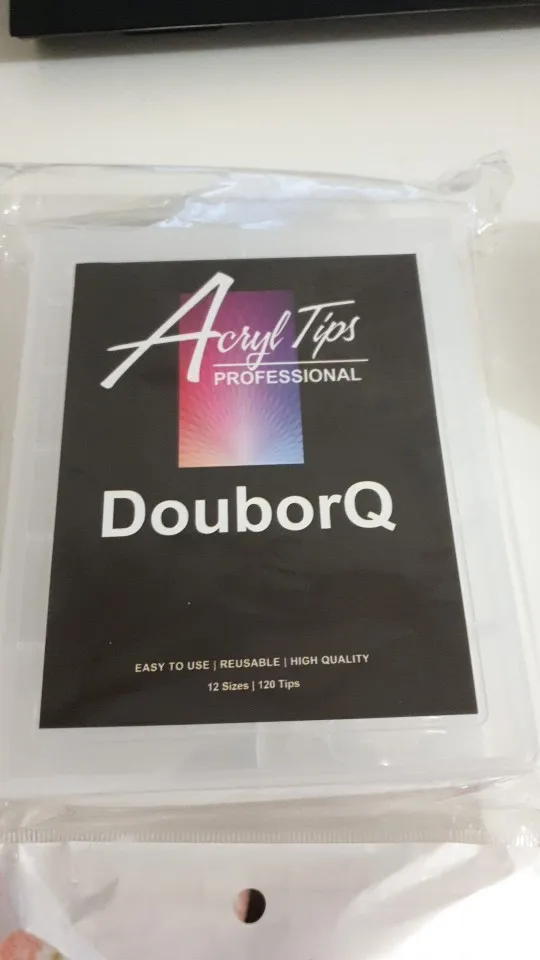 Acryl Tips
PROFESSIONAL
DouborQ
EASY TO USE | REUSABLE | HIGH QUALITY
12 Sizes | 120 Tips